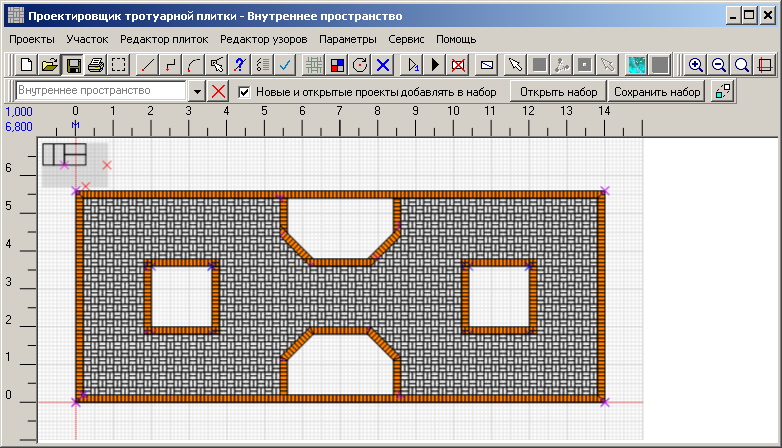 Проектировщик тротуарной плитки - Внутреннее пространство
Проекты Участок Редактор плиток Редактор узоров Параметры Сервис Помощь
Внутреннее пространство Новые и открытые проекты добавлять в набор Открыть набор Сохранить набор
1,000 0 1 2 3 4 5 6 7 8 9 10 11 12 13 14
6,800 м
6
5
4
3
2
1
0